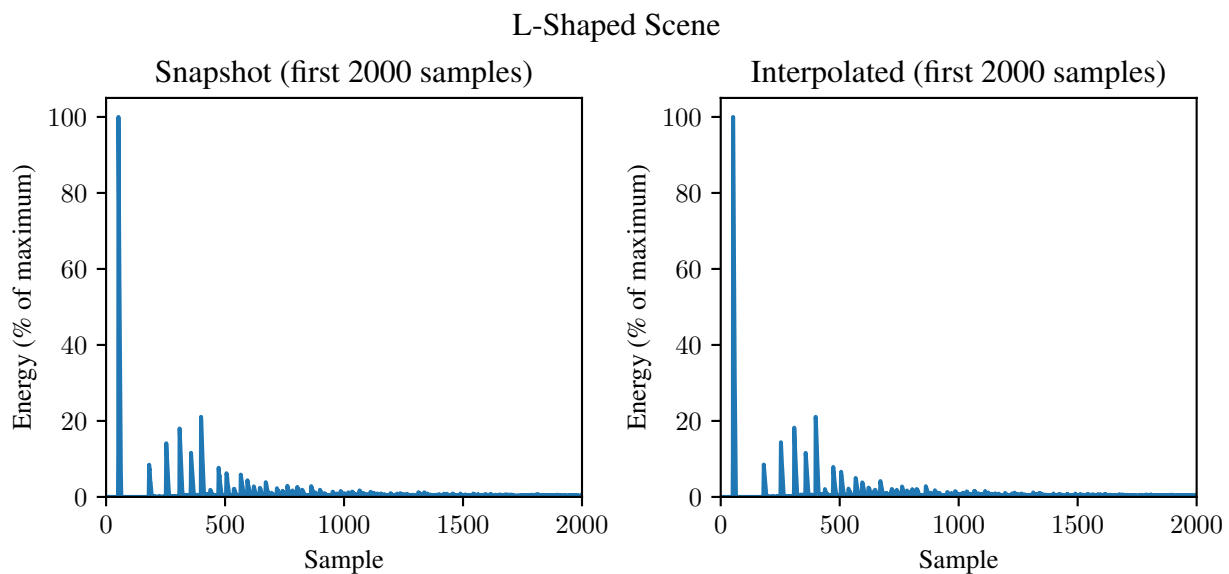 L-Shaped Scene
Snapshot (first 2000 samples)
Energy (% of maximum)
100
80
60
40
20
0
0 500 1000 1500 2000
Sample
Interpolated (first 2000 samples)
Energy (% of maximum)
100
80
60
40
20
0
0 500 1000 1500 2000
Sample